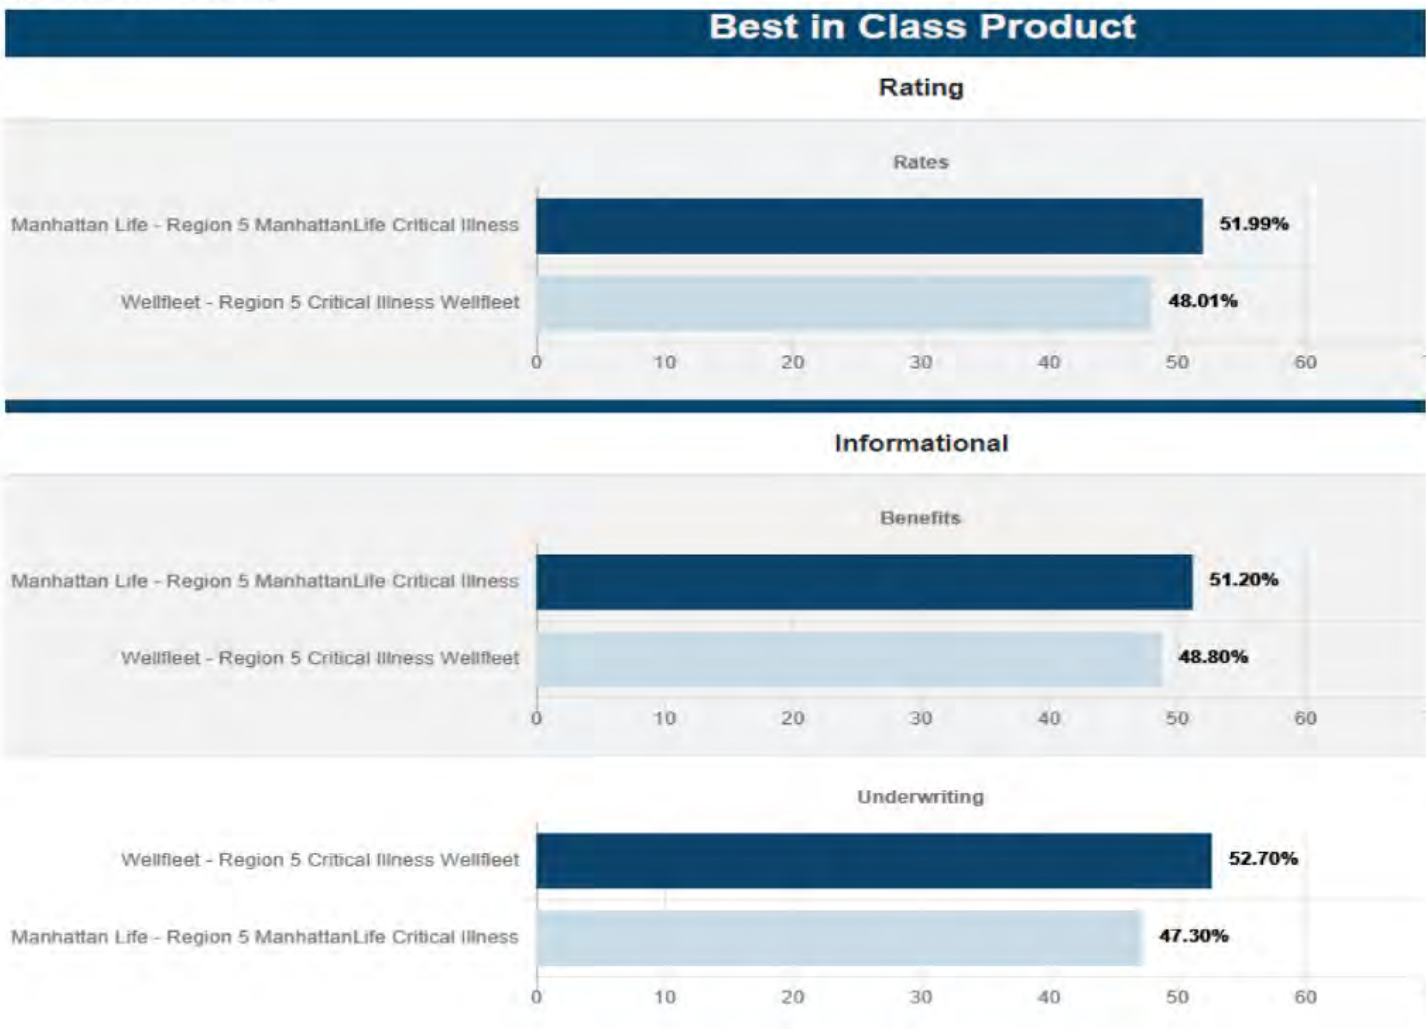 Best in Class Product
Rating
Rates
Manhattan Life - Region 5 ManhattanLife Critical Illness
51.99%
Wellfleet - Region 5 Critical Illness Wellfleet
48.01%
0 10 20 30 40 50 60
Informational
Benefits
Manhattan Life - Region 5 ManhattanLife Critical Illness
51.20%
Wellfleet - Region 5 Critical Illness Wellfleet
48.80%
0 10 20 30 40 50 60
Underwriting
Wellfleet - Region 5 Critical Illness Wellfleet
52.70%
Manhattan Life - Region 5 ManhattanLife Critical Illness
47.30%
0 10 20 30 40 50 60